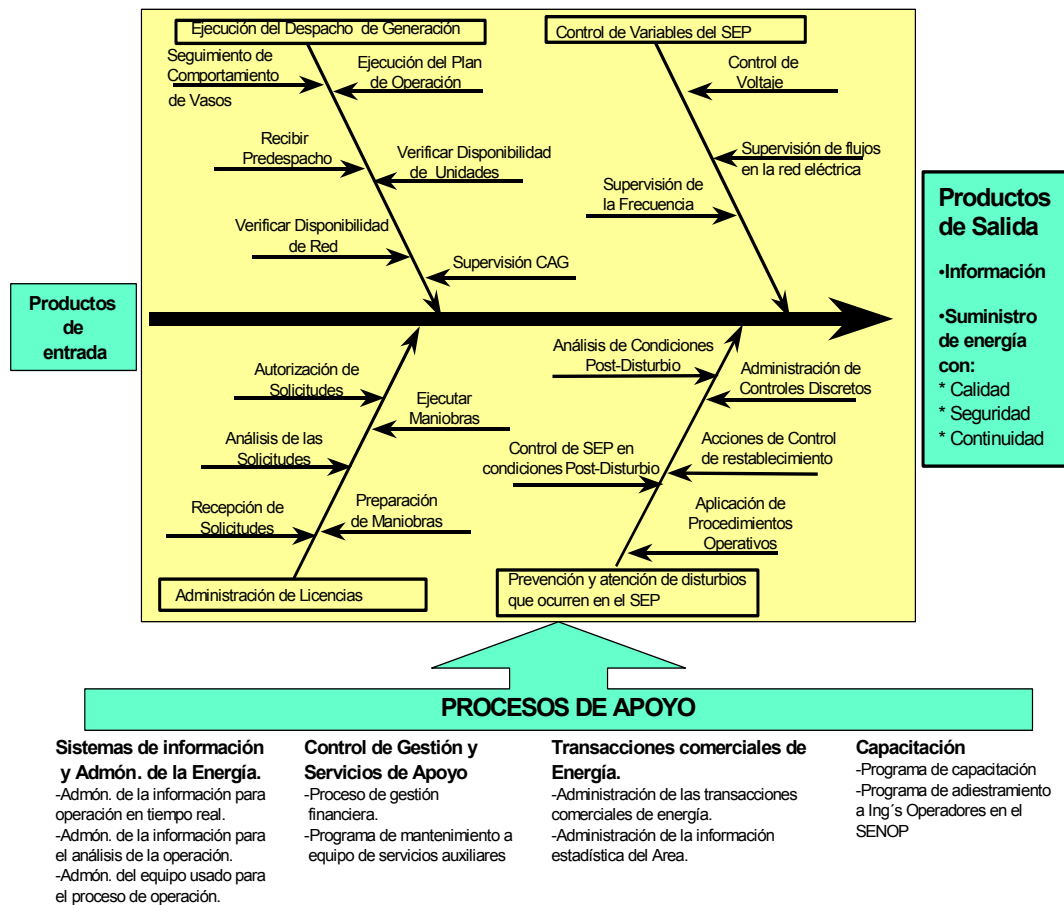 Ejecución del Despacho de Generación
Seguimiento de
Comportamiento
de Vasos
Ejecución del Plan
de Operación
Recibir
Predespacho
Verificar Disponibilidad
de Unidades
Verificar Disponibilidad
de Red
Supervisión CAG
Control de Variables del SEP
Control de
Voltaje
Supervisión de flujos
en la red eléctrica
Supervisión de
la Frecuencia
Productos
de
entrada
Productos
de Salida
•Información
•Suministro
de energía
con:
* Calidad
* Seguridad
* Continuidad
Autorización de
Solicitudes
Ejecutar
Maniobras
Análisis de las
Solicitudes
Recepción de
Solicitudes
Preparación
de Maniobras
Administración de Licencias
Análisis de Condiciones
Post-Disturbio
Administración de
Controles Discretos
Control de SEP en
condiciones Post-Disturbio
Acciones de Control
de restablecimiento
Aplicación de
Procedimientos
Operativos
Prevención y atención de disturbios
que ocurren en el SEP
PROCESOS DE APOYO
Sistemas de información
y Admón. de la Energía.
-Admón. de la información para
operación en tiempo real.
-Admón. de la información para
el análisis de la operación.
-Admón. del equipo usado para
el proceso de operación.
Control de Gestión y
Servicios de Apoyo
-Proceso de gestión
financiera.
-Programa de mantenimiento a
equipo de servicios auxiliares
Transacciones comerciales de
Energía.
-Administración de las transacciones
comerciales de energía.
-Administración de la información
estadística del Area.
Capacitación
-Programa de capacitación
-Programa de adiestramiento
a Ing´s Operadores en el
SENOP